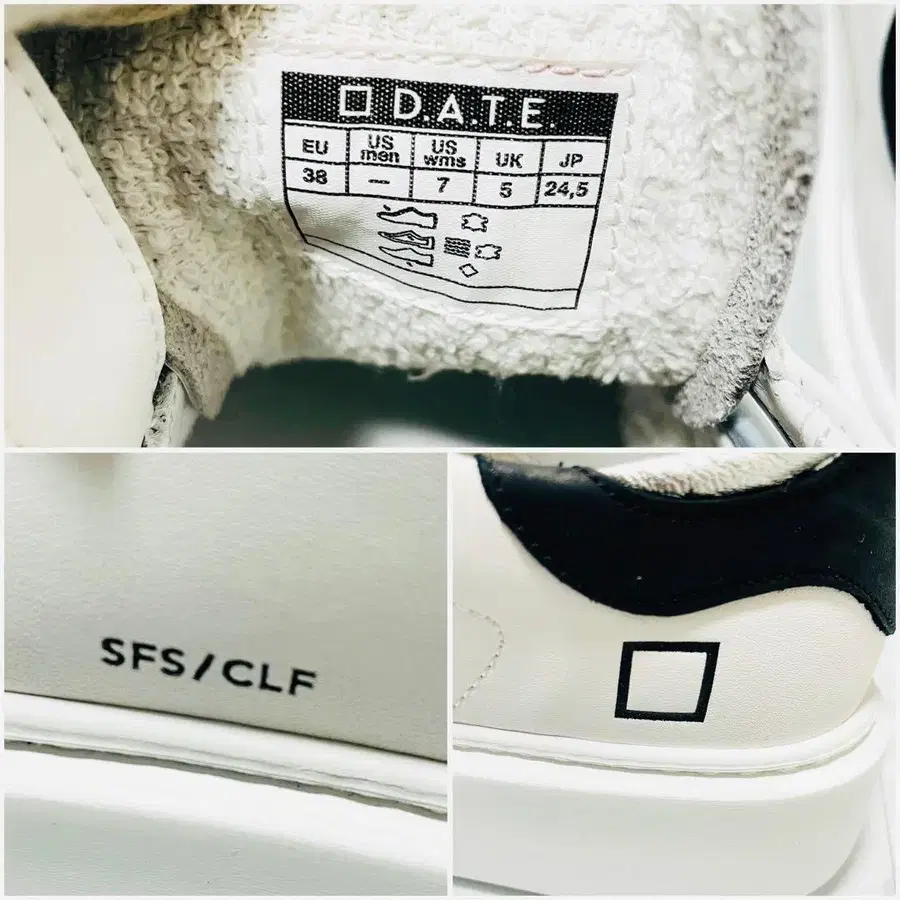 D.A.T.E.
EU US men US wms UK JP
38 — 7 5 24,5
SFS/CLF